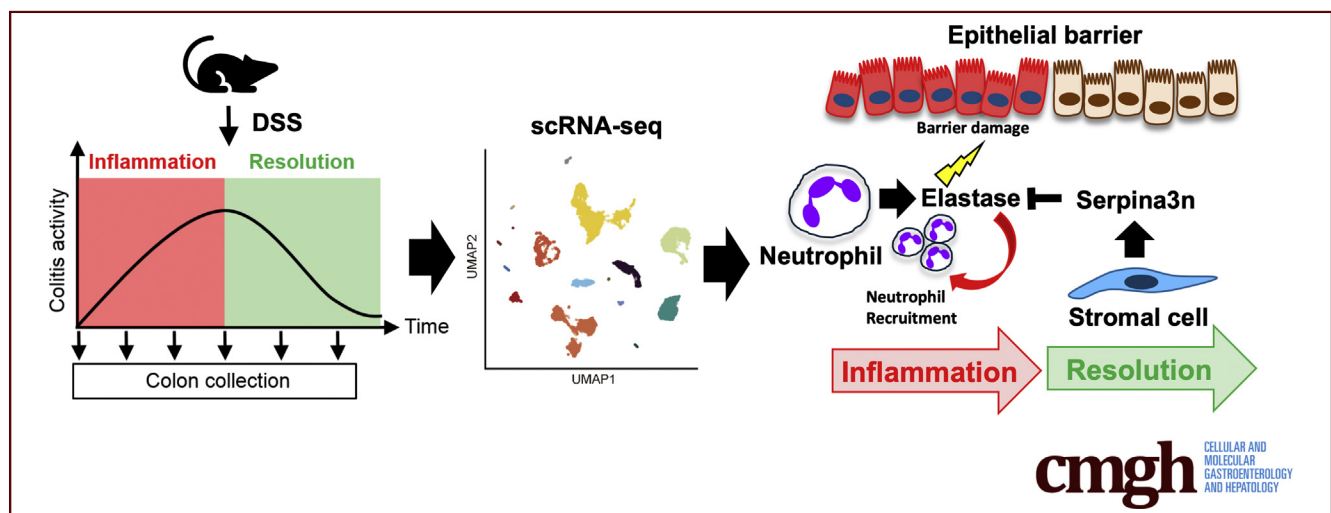 DSS
Inflammation
Resolution
Colitis activity
Time
Colon collection
scRNA-seq
UMAP2
UMAP1
Epithelial barrier
Barrier damage
Elastase
Serpina3n
Neutrophil
Neutrophil
Recruitment
Stromal cell
Inflammation
Resolution
cmgh
CELLULAR AND
MOLECULAR
GASTROENTEROLOGY
AND HEPATOLOGY